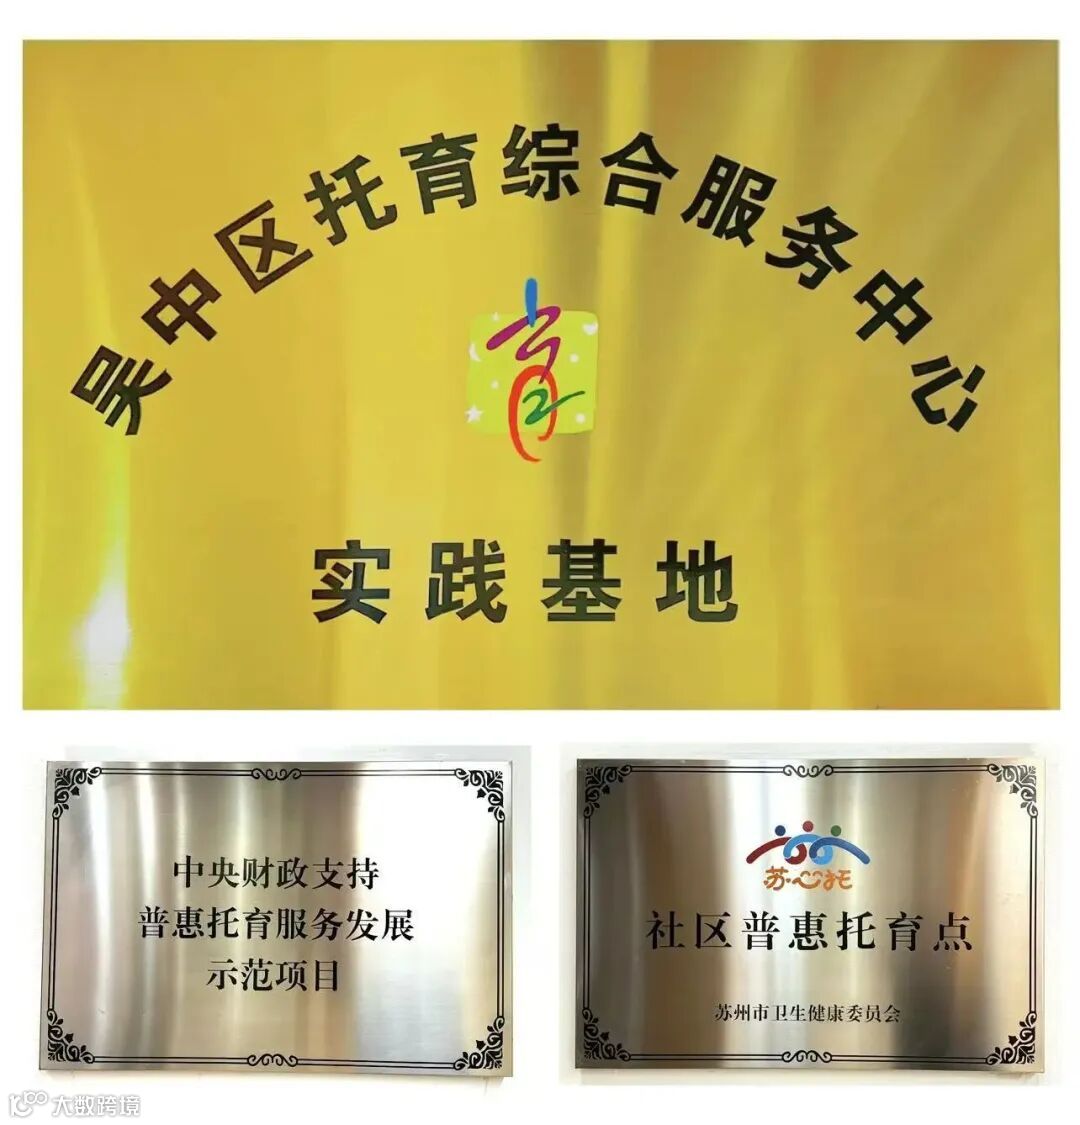 吴中区托育综合服务中心
实践基地
中央财政支持
普惠托育服务发展
示范项目
苏心托
社区普惠托育点
苏州市卫生健康委员会
大数跨境